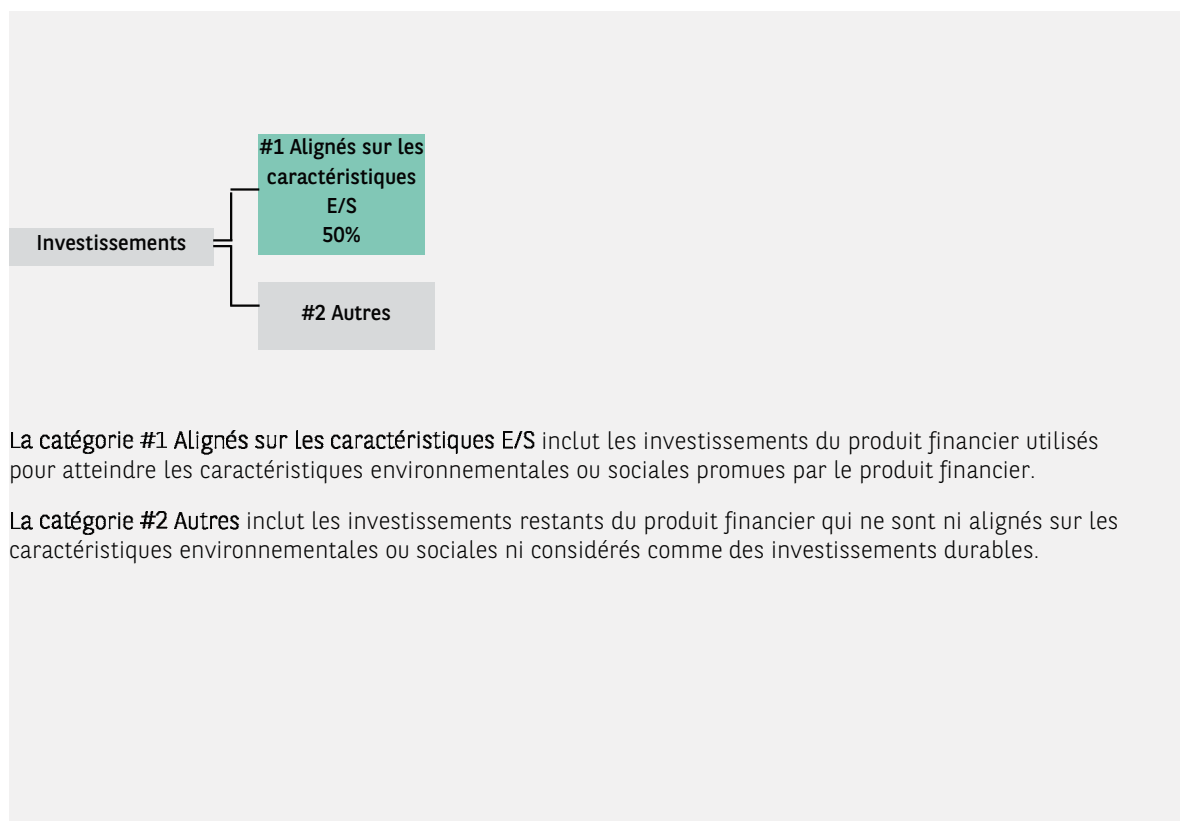 #1 Alignés sur les
caractéristiques
E/S
50%
Investissements
#2 Autres
La catégorie #1 Alignés sur les caractéristiques E/S inclut les investissements du produit financier utilisés
pour atteindre les caractéristiques environnementales ou sociales promues par le produit financier.
La catégorie #2 Autres inclut les investissements restants du produit financier qui ne sont ni alignés sur les
caractéristiques environnementales ou sociales ni considérés comme des investissements durables.